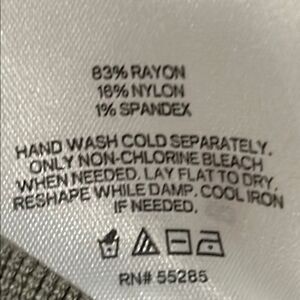 83% RAYON
16% NYLON
1% SPANDEX
HAND WASH COLD SEPARATELY.
ONLY NON-CHLORINE BLEACH
WHEN NEEDED. LAY FLAT TO DRY.
RESHAPE WHILE DAMP. COOL IRON
IF NEEDED.
RN# 55285